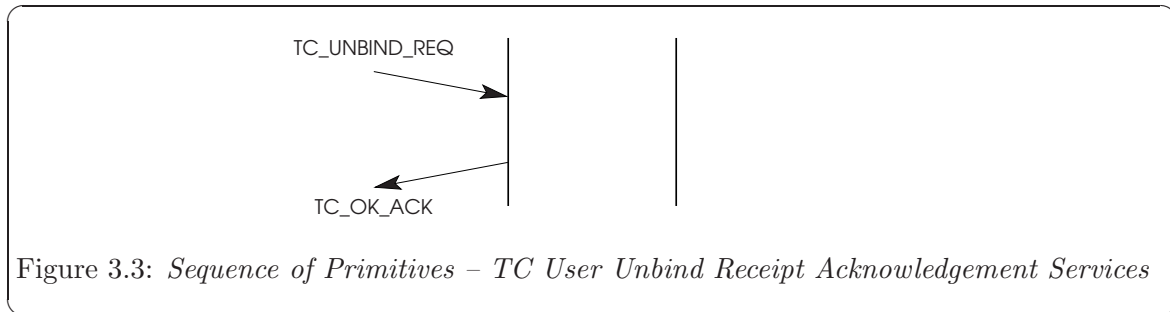 TC_UNBIND_REQ
TC_OK_ACK
Figure 3.3: Sequence of Primitives – TC User Unbind Receipt Acknowledgement Services